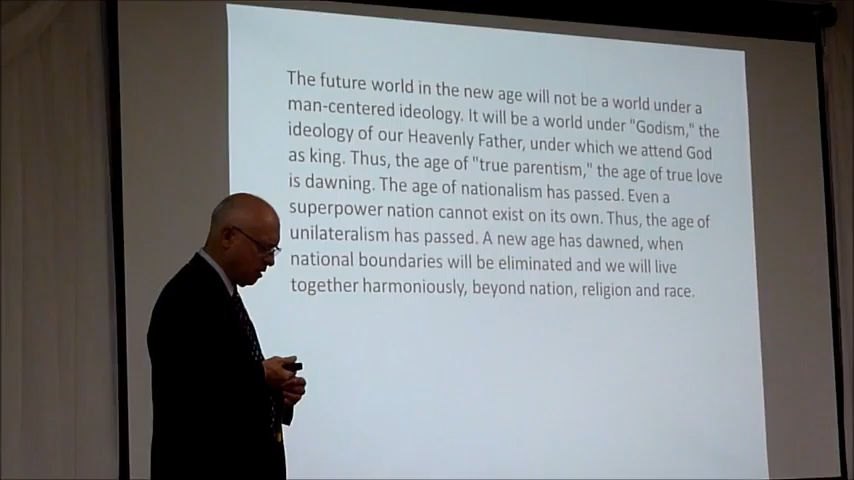 The future world in the new age will not be a world under a
man-centered ideology. It will be a world under "Godism," the
ideology of our Heavenly Father, under which we attend God
as king. Thus, the age of "true parentism," the age of true love
is dawning. The age of nationalism has passed. Even a
superpower nation cannot exist on its own. Thus, the age of
unilateralism has passed. A new age has dawned, when
national boundaries will be eliminated and we will live
together harmoniously, beyond nation, religion and race.